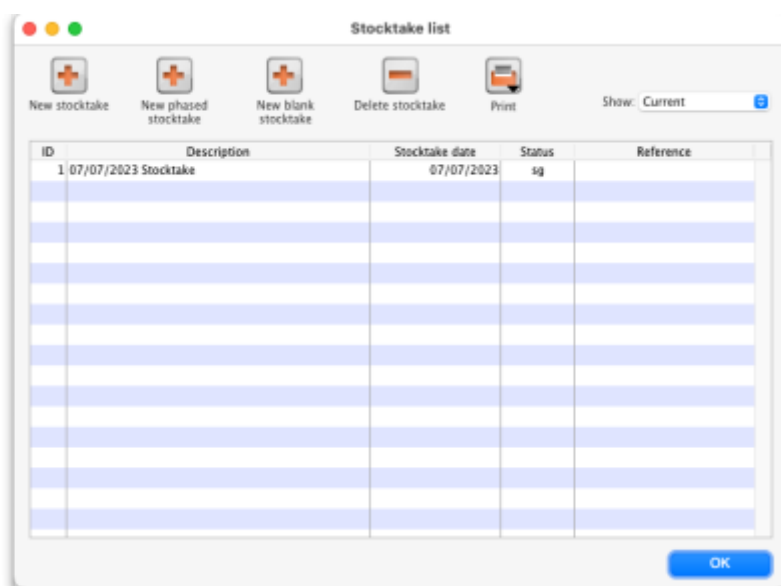 Stocktake list
New stocktake
New phased
stocktake
New blank
stocktake
Delete stocktake
Print
Show: Current
ID Description Stocktake date Status Reference
1 07/07/2023 Stocktake 07/07/2023 sg
OK